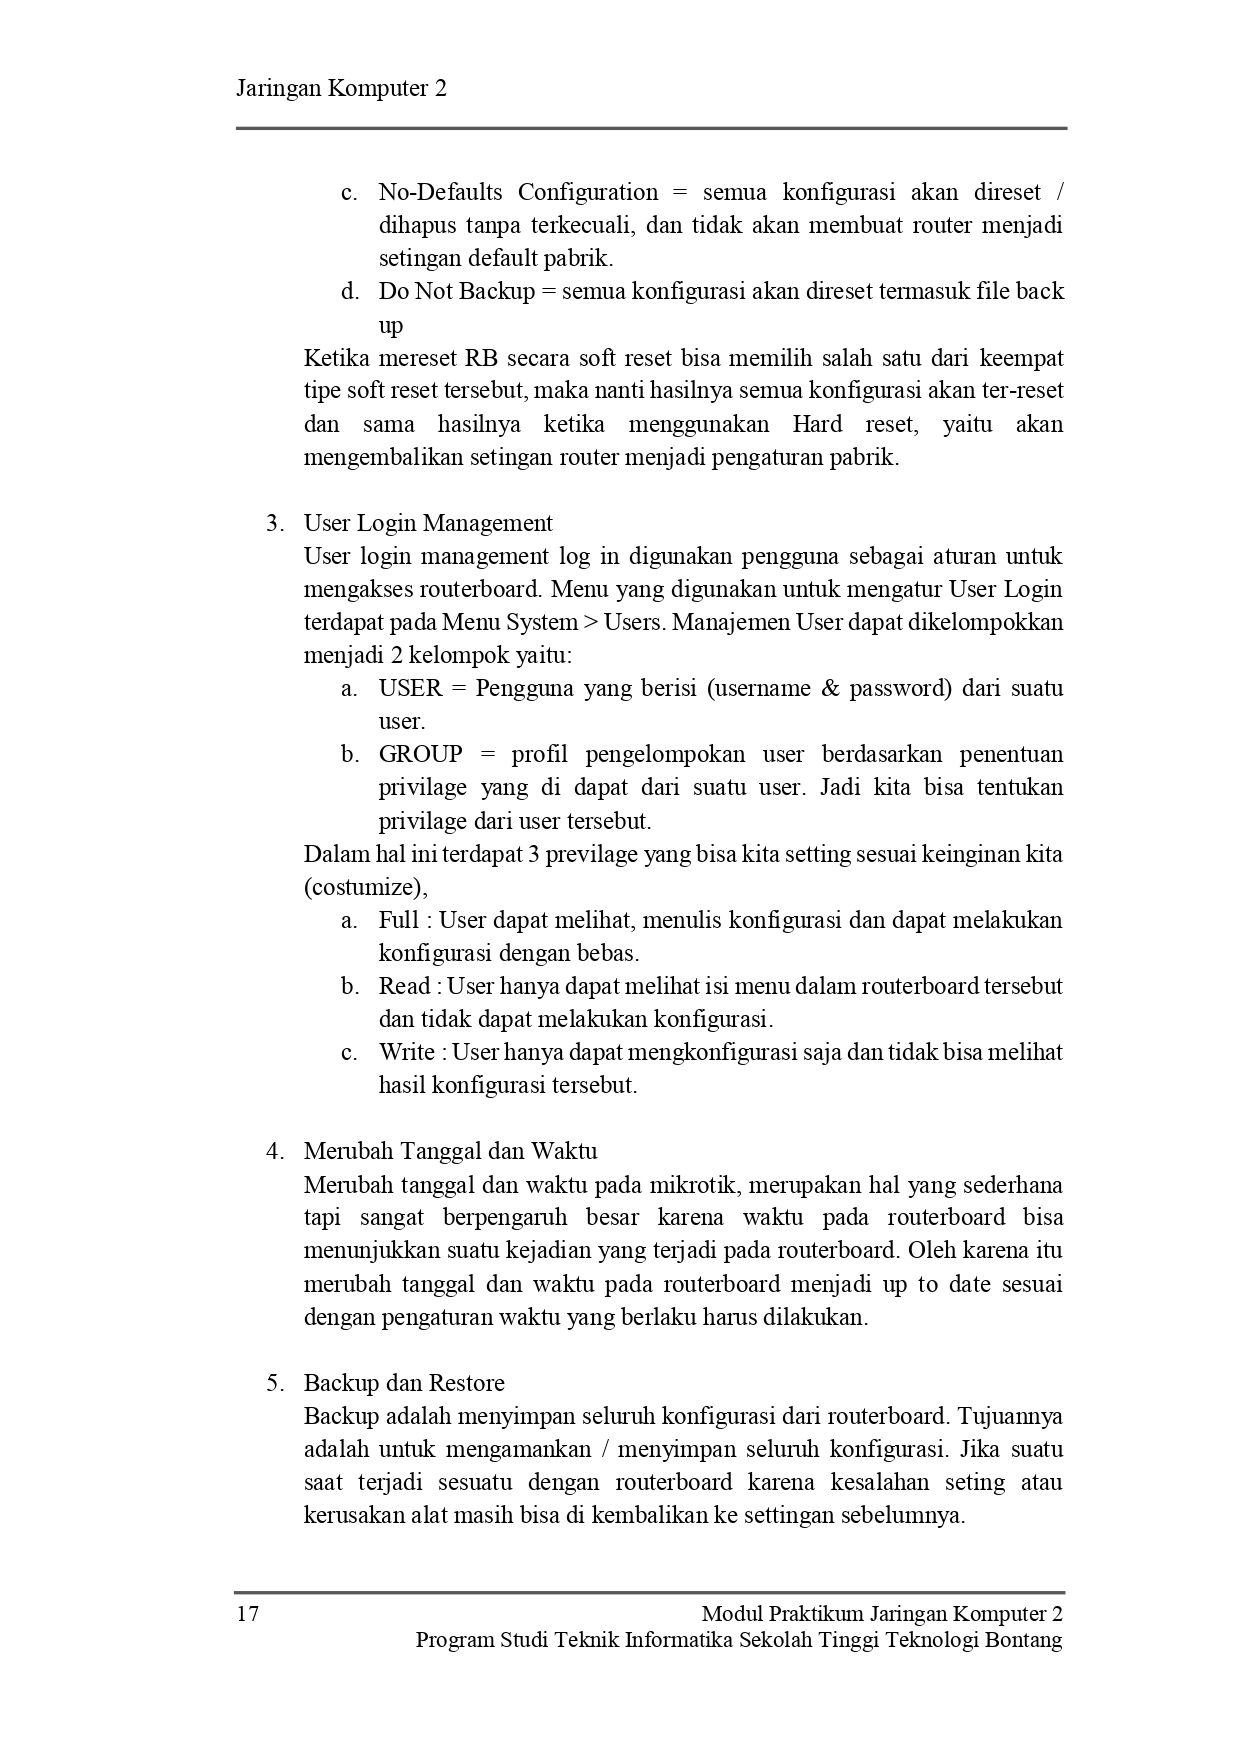 Jaringan Komputer 2
c. No-Defaults Configuration = semua konfigurasi akan direset /
dihapus tanpa terkecuali, dan tidak akan membuat router menjadi
setingan default pabrik.
d. Do Not Backup = semua konfigurasi akan direset termasuk file back
up
Ketika mereset RB secara soft reset bisa memilih salah satu dari keempat
tipe soft reset tersebut, maka nanti hasilnya semua konfigurasi akan ter-reset
dan sama hasilnya ketika menggunakan Hard reset, yaitu akan
mengembalikan setingan router menjadi pengaturan pabrik.
3. User Login Management
User login management log in digunakan pengguna sebagai aturan untuk
mengakses routerboard. Menu yang digunakan untuk mengatur User Login
terdapat pada Menu System > Users. Manajemen User dapat dikelompokkan
menjadi 2 kelompok yaitu:
a. USER = Pengguna yang berisi (username & password) dari suatu
user.
b. GROUP = profil pengelompokan user berdasarkan penentuan
privilage yang di dapat dari suatu user. Jadi kita bisa tentukan
privilage dari user tersebut.
Dalam hal ini terdapat 3 previlage yang bisa kita setting sesuai keinginan kita
(costumize),
a. Full : User dapat melihat, menulis konfigurasi dan dapat melakukan
konfigurasi dengan bebas.
b. Read : User hanya dapat melihat isi menu dalam routerboard tersebut
dan tidak dapat melakukan konfigurasi.
c. Write : User hanya dapat mengkonfigurasi saja dan tidak bisa melihat
hasil konfigurasi tersebut.
4. Merubah Tanggal dan Waktu
Merubah tanggal dan waktu pada mikrotik, merupakan hal yang sederhana
tapi sangat berpengaruh besar karena waktu pada routerboard bisa
menunjukkan suatu kejadian yang terjadi pada routerboard. Oleh karena itu
merubah tanggal dan waktu pada routerboard menjadi up to date sesuai
dengan pengaturan waktu yang berlaku harus dilakukan.
5. Backup dan Restore
Backup adalah menyimpan seluruh konfigurasi dari routerboard. Tujuannya
adalah untuk mengamankan / menyimpan seluruh konfigurasi. Jika suatu
saat terjadi sesuatu dengan routerboard karena kesalahan seting atau
kerusakan alat masih bisa di kembalikan ke settingan sebelumnya.
17 Modul Praktikum Jaringan Komputer 2
Program Studi Teknik Informatika Sekolah Tinggi Teknologi Bontang